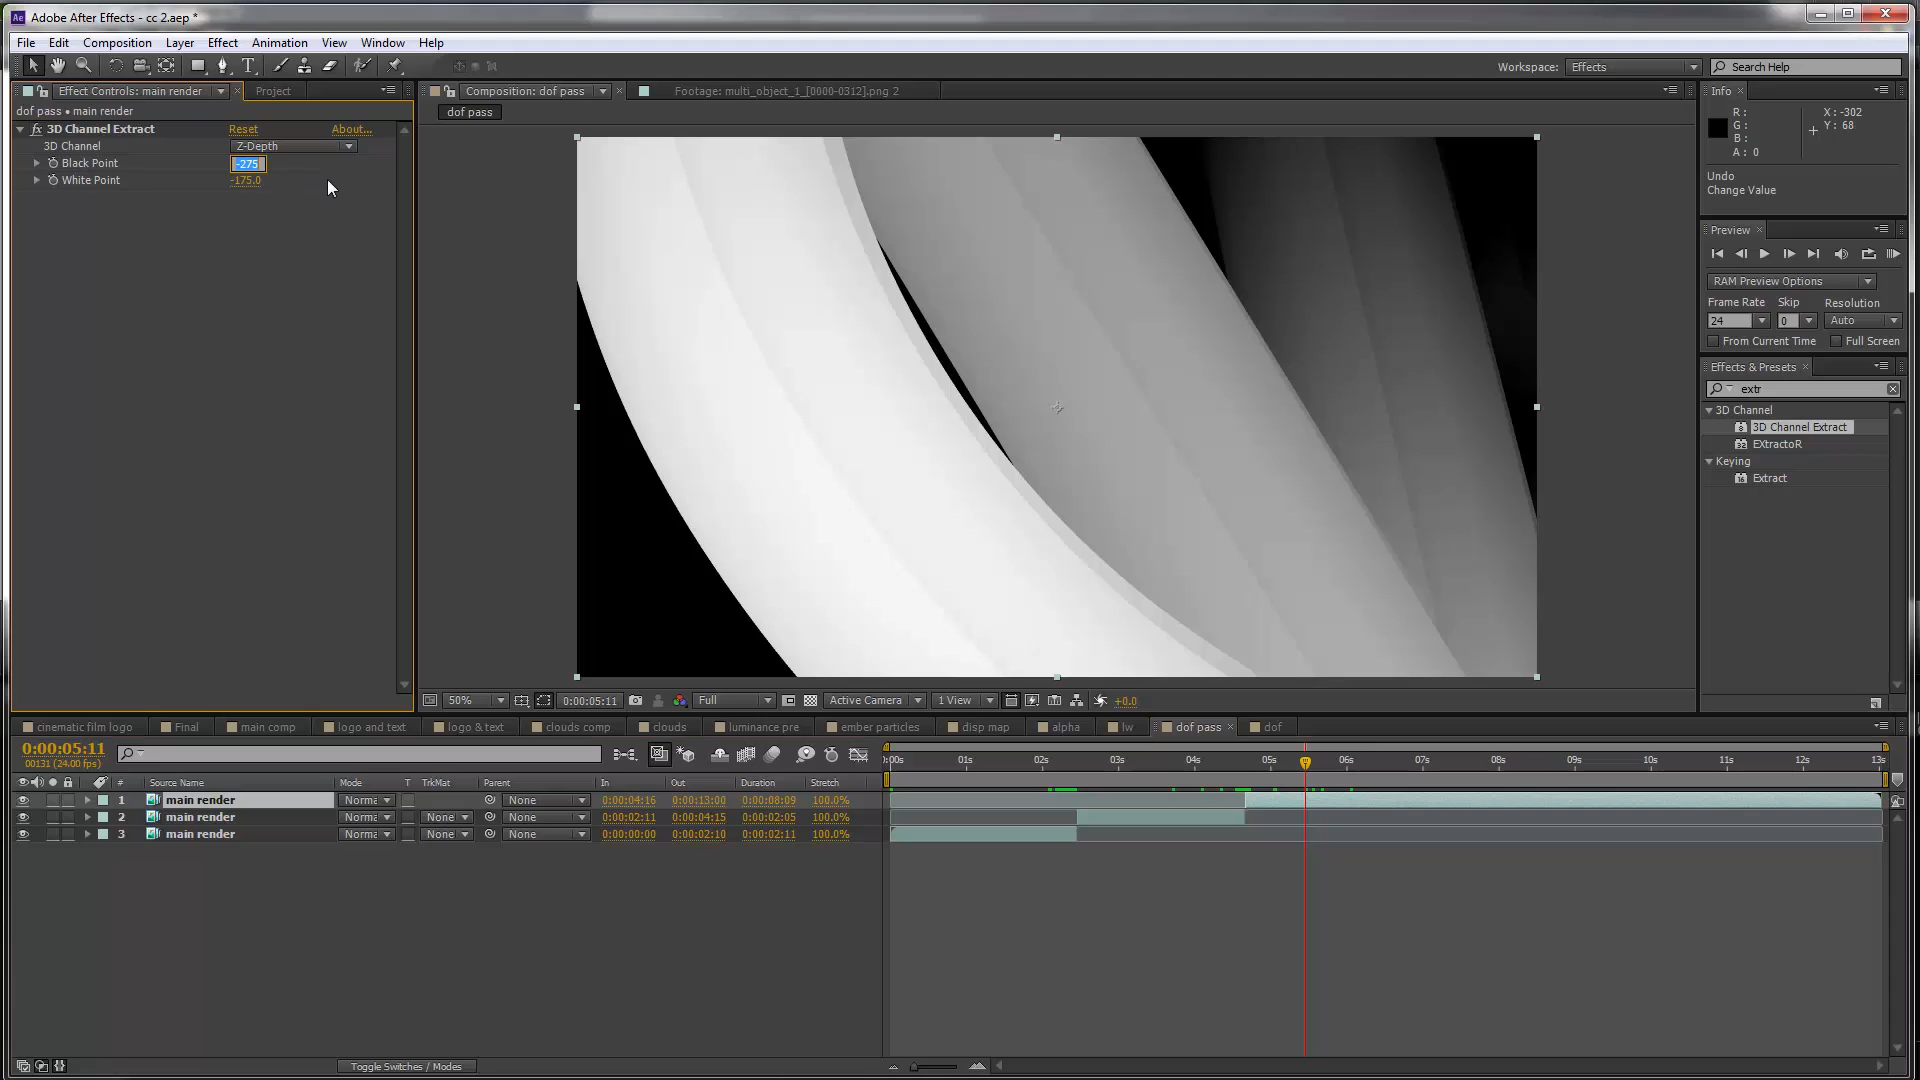 Adobe After Effects - cc 2.aep *
File Edit Composition Layer Effect Animation View Window Help
Workspace: Effects Search Help
Effect Controls: main render Project
dof pass • main render
fx 3D Channel Extract Reset About...
3D Channel Z-Depth
Black Point -275
White Point -175.0
Composition: dof pass Footage: multi_object_1_[0000-0312].png 2
dof pass
50% 0:00:05:11 Full Active Camera 1 View +0.0
Info
R : X : -302
G : Y : 68
B :
A : 0
Undo
Change Value
Preview
RAM Preview Options
Frame Rate Skip Resolution
24 0 Auto
From Current Time Full Screen
Effects & Presets
extr
3D Channel
3D Channel Extract
EXtractoR
Keying
Extract
cinematic film logo Final main comp logo and text logo & text clouds comp clouds luminance pre ember particles disp map alpha lw dof pass dof
0:00:05:11
00131 (24.00 fps)
:00s 01s 02s 03s 04s 05s 06s 07s 08s 09s 10s 11s 12s 13s
# Source Name Mode T TrkMat Parent In Out Duration Stretch
1 main render Norma None 0:00:04:16 0:00:13:00 0:00:08:09 100.0%
2 main render Norma None None 0:00:02:11 0:00:04:15 0:00:02:05 100.0%
3 main render Norma None None 0:00:00:00 0:00:02:10 0:00:02:11 100.0%
Toggle Switches / Modes